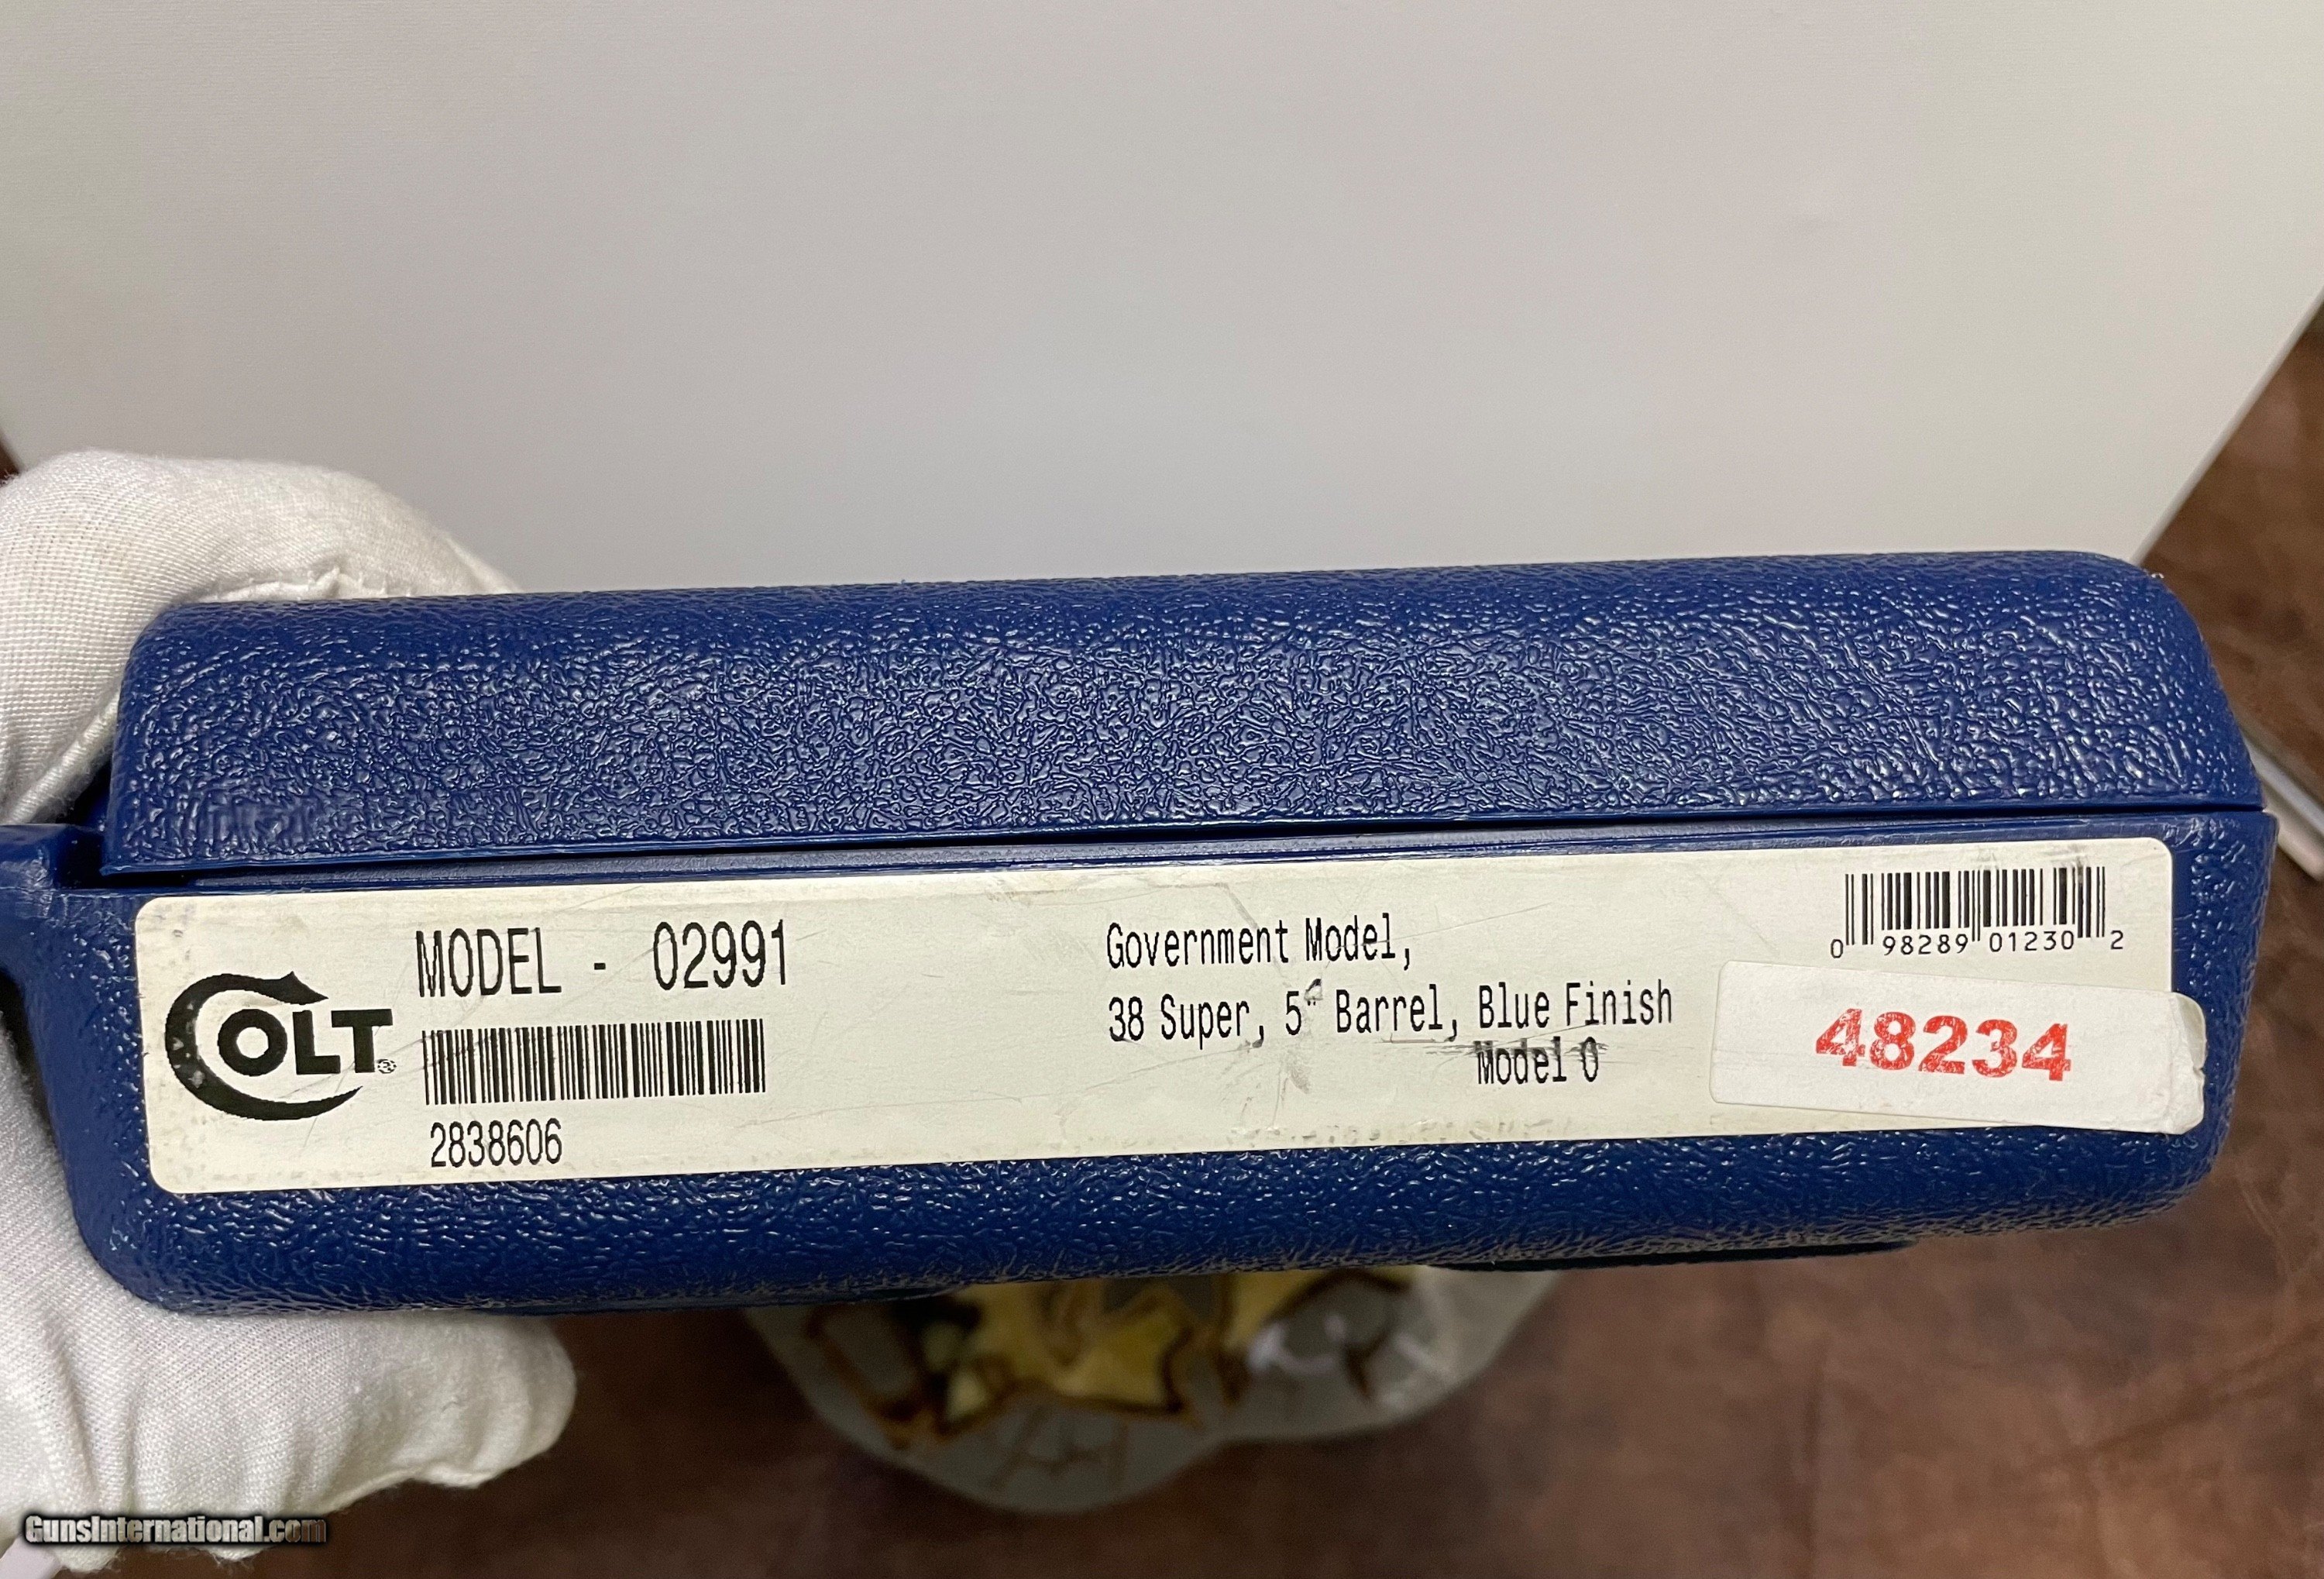 COLT®
MODEL - 02991
2838606
Government Model,
38 Super, 5" Barrel, Blue Finish
Model O
0 98289 01230 2
48234
GunsInternational.com